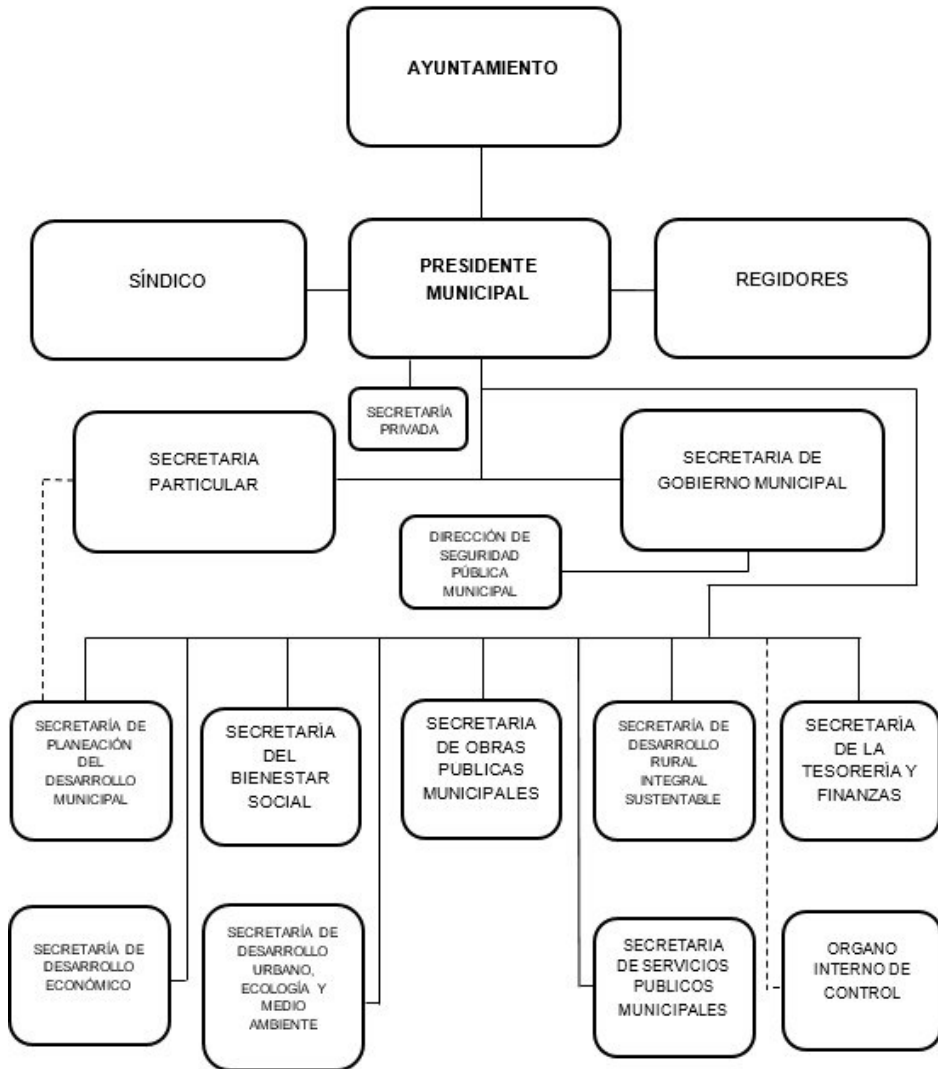 AYUNTAMIENTO
SÍNDICO
PRESIDENTE
MUNICIPAL
REGIDORES
SECRETARÍA
PRIVADA
SECRETARIA
PARTICULAR
SECRETARIA DE
GOBIERNO MUNICIPAL
DIRECCIÓN DE
SEGURIDAD
PÚBLICA
MUNICIPAL
SECRETARÍA DE
PLANEACIÓN
DEL
DESARROLLO
MUNICIPAL
SECRETARÌA
DEL
BIENESTAR
SOCIAL
SECRETARIA
DE OBRAS
PUBLICAS
MUNICIPALES
SECRETARÍA DE
DESARROLLO
RURAL
INTEGRAL
SUSTENTABLE
SECRETARÌA
DE LA
TESORERÍA Y
FINANZAS
SECRETARÍA DE
DESARROLLO
ECONÓMICO
SECRETARÍA DE
DESARROLLO
URBANO,
ECOLOGÍA Y
MEDIO
AMBIENTE
SECRETARIA
DE SERVICIOS
PUBLICOS
MUNICIPALES
ORGANO
INTERNO DE
CONTROL